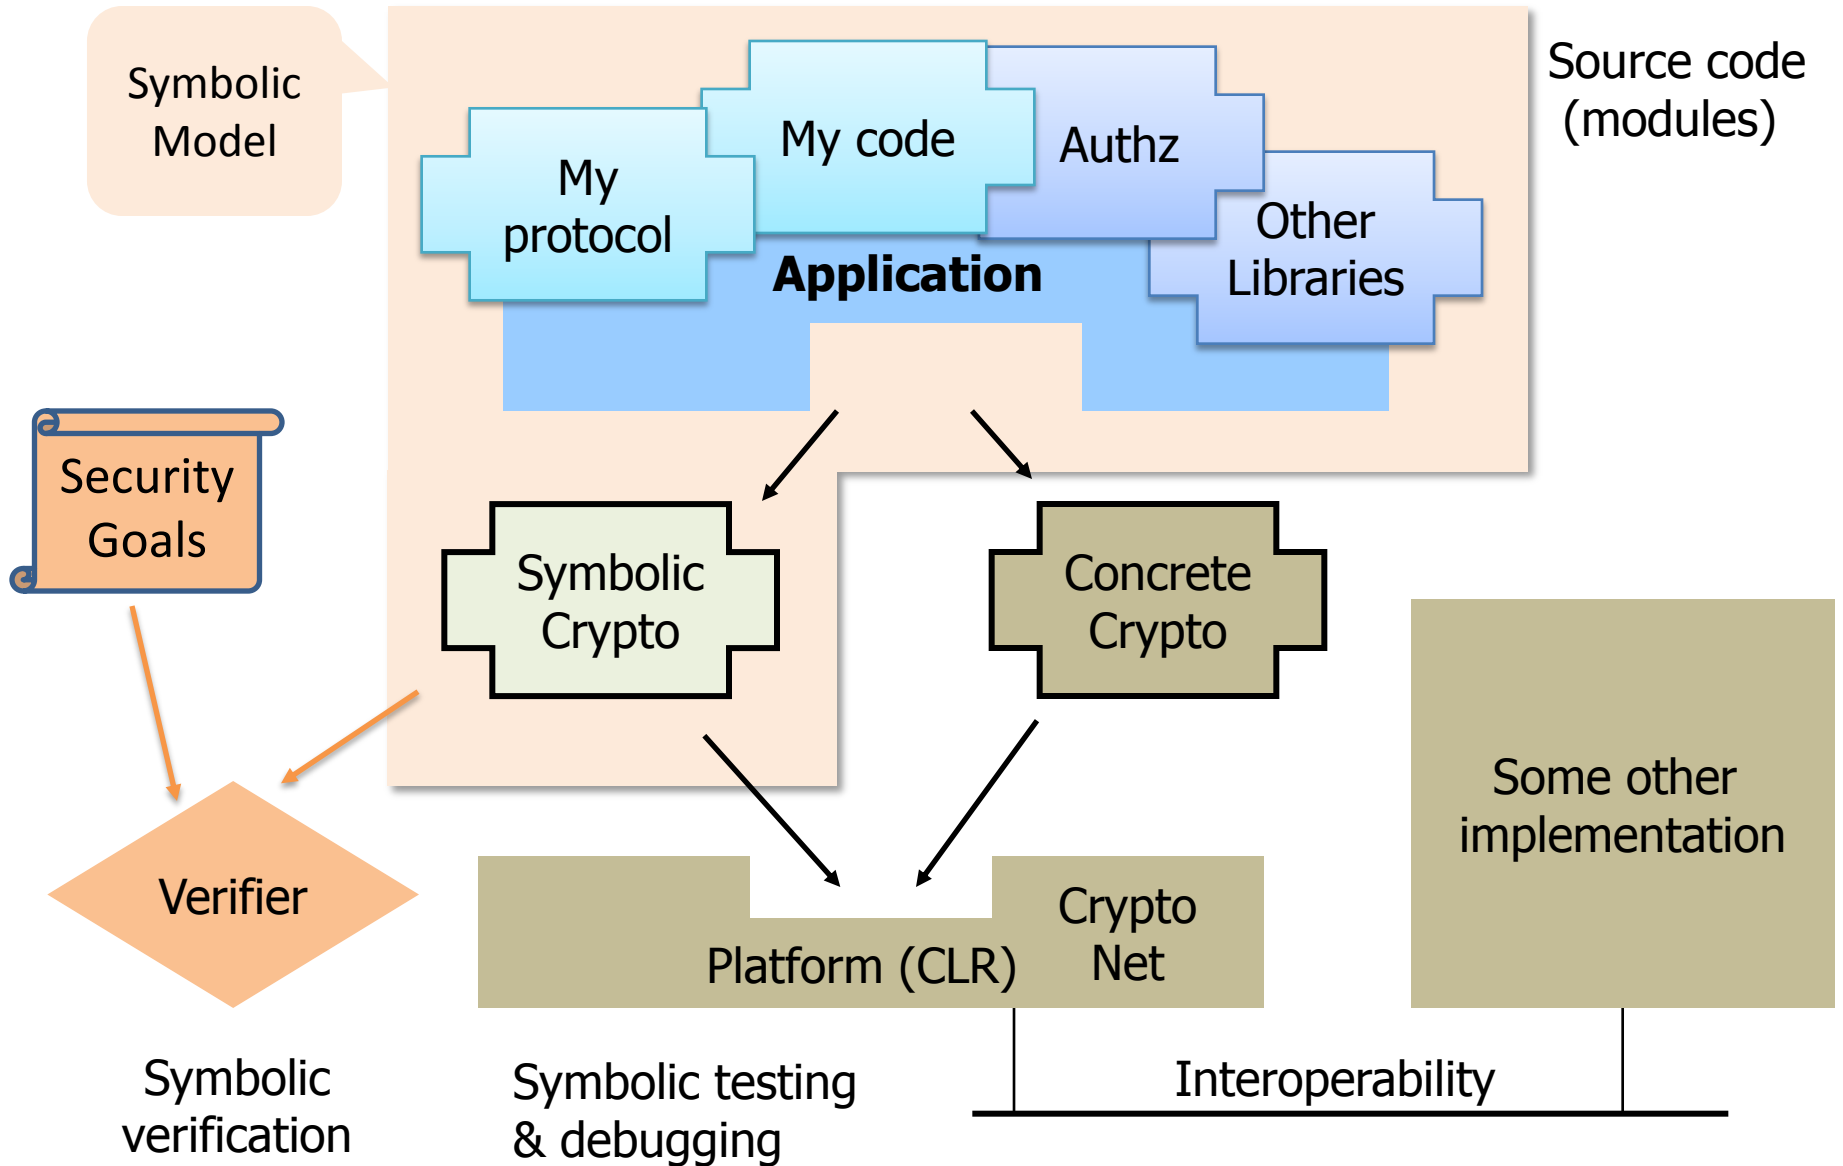 Symbolic
Model
My
protocol
My code
Authz
Other
Libraries
Source code
(modules)
Application
Security
Goals
Symbolic
Crypto
Concrete
Crypto
Some other
implementation
Verifier
Platform (CLR)
Crypto
Net
Symbolic
verification
Symbolic testing
& debugging
Interoperability